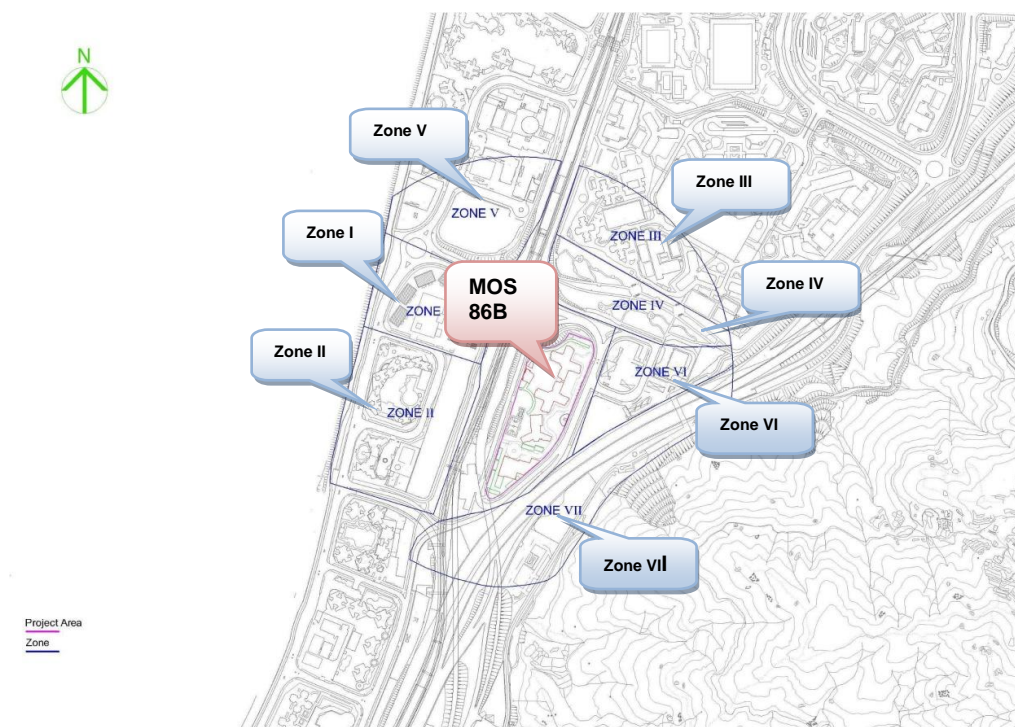 N
Zone V
Zone III
ZONE V
Zone I
ZONE III
MOS
86B
Zone IV
ZONE IV
ZONE
Zone II
ZONE VI
ZONE II
Zone VI
ZONE VII
Zone VII
Project Area
Zone